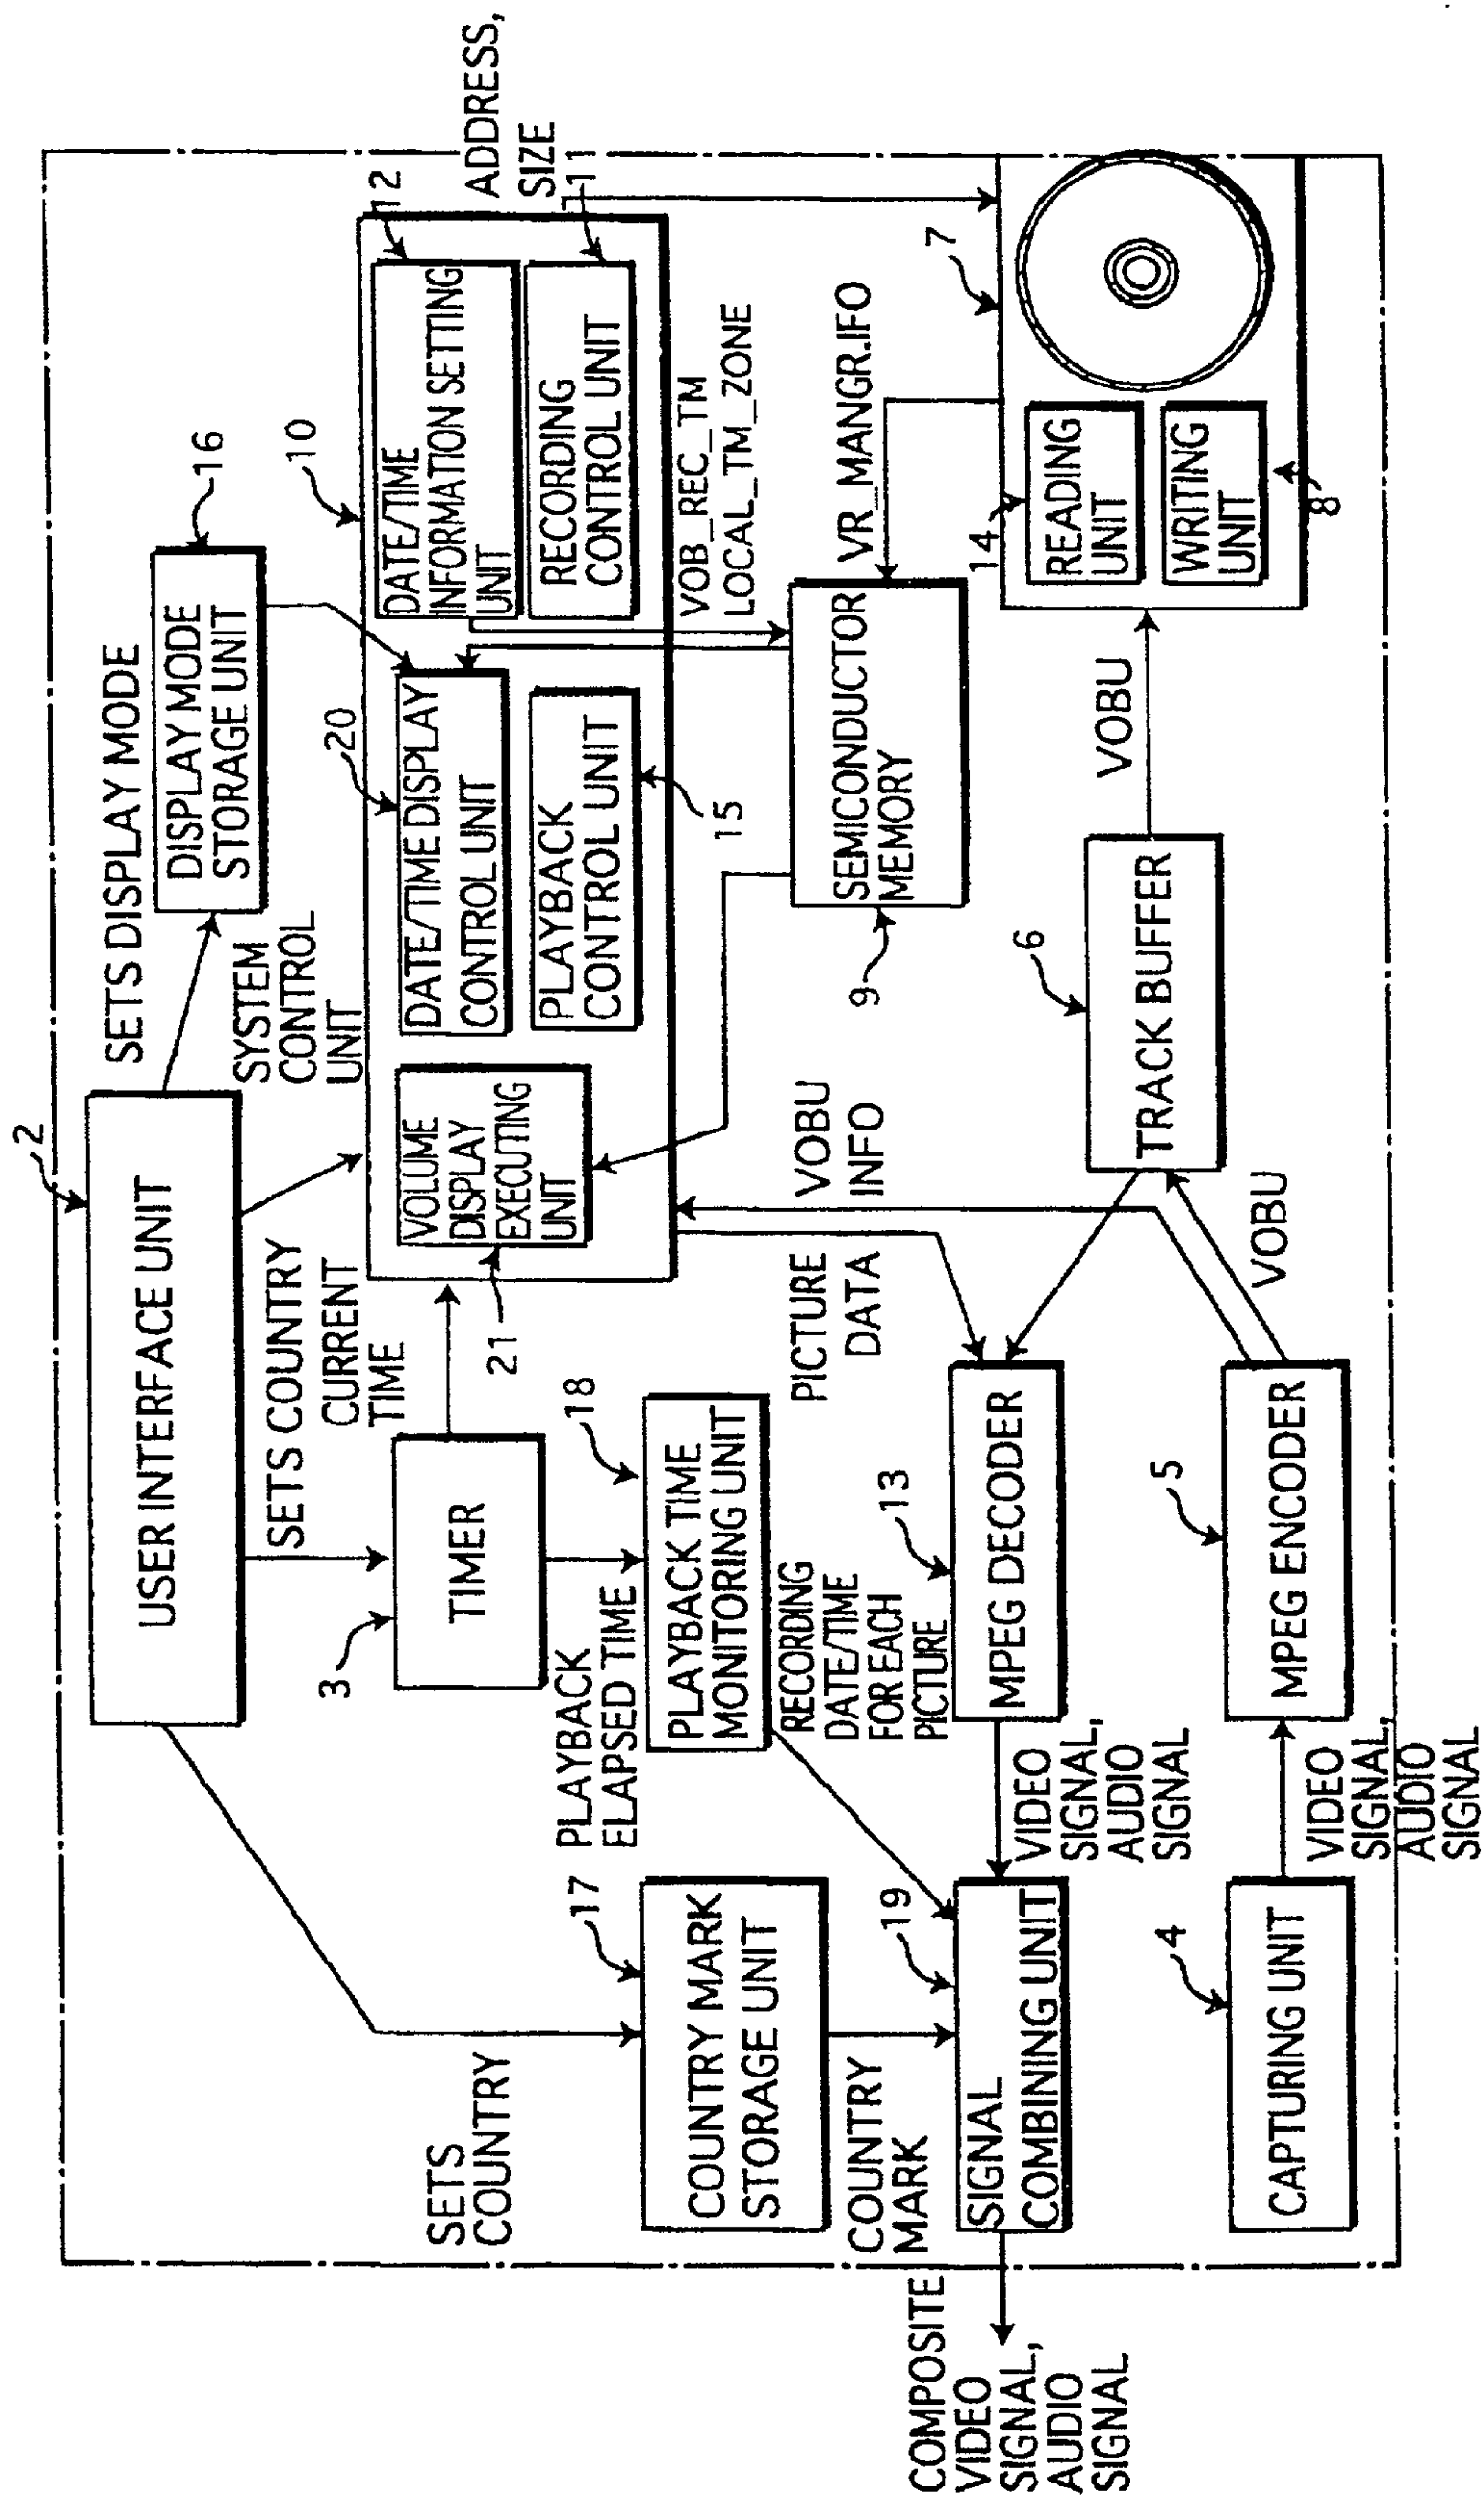 2
USER INTERFACE UNIT
SETS DISPLAY MODE
DISPLAY MODE
STORAGE UNIT
16
SYSTEM
CONTROL
UNIT
10
SETS COUNTRY
CURRENT
TIME
3
TIMER
VOLUME
DISPLAY
EXECUTING
UNIT
21
20
DATE/TIME DISPLAY
CONTROL UNIT
PLAYBACK
CONTROL UNIT
15
12
DATE/TIME
INFORMATION SETTING
UNIT
RECORDING
CONTROL UNIT
11
ADDRESS,
SIZE
SETS
COUNTRY
17
COUNTRY MARK
STORAGE UNIT
PLAYBACK
ELAPSED TIME
18
PLAYBACK TIME
MONITORING UNIT
VOB_REC_TM
LOCAL_TM_ZONE
SEMICONDUCTOR
MEMORY
9
VR_MANGR.IFO
7
COUNTRY
MARK
RECORDING
DATE/TIME
FOR EACH
PICTURE
PICTURE
DATA
VOBU
INFO
19
SIGNAL
COMBINING UNIT
COMPOSITE
VIDEO
SIGNAL,
AUDIO
SIGNAL
VIDEO
SIGNAL,
AUDIO
SIGNAL
13
MPEG DECODER
6
TRACK BUFFER
VOBU
14
READING
UNIT
WRITING
UNIT
8
4
CAPTURING UNIT
VIDEO
SIGNAL,
AUDIO
SIGNAL
5
MPEG ENCODER
VOBU